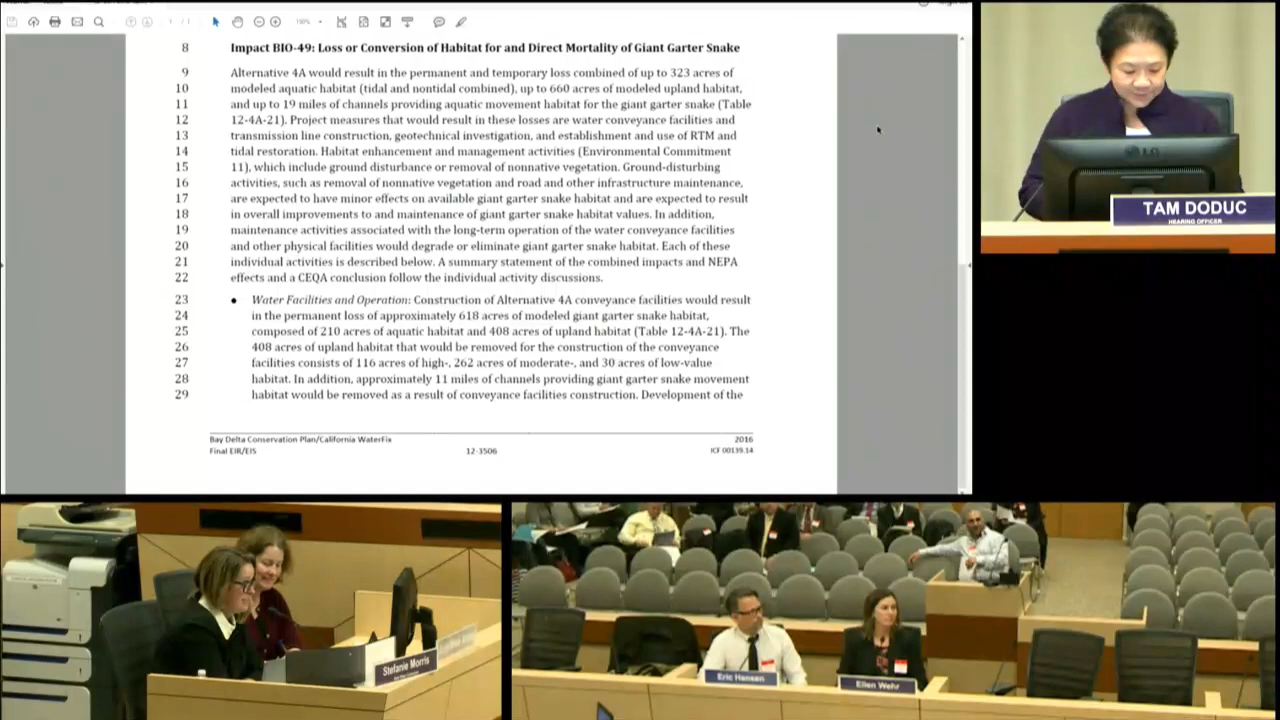 8 Impact BIO-49: Loss or Conversion of Habitat for and Direct Mortality of Giant Garter Snake
9 Alternative 4A would result in the permanent and temporary loss combined of up to 323 acres of
10 modeled aquatic habitat (tidal and nontidal combined), up to 660 acres of modeled upland habitat,
11 and up to 19 miles of channels providing aquatic movement habitat for the giant garter snake (Table
12 12-4A-21). Project measures that would result in these losses are water conveyance facilities and
13 transmission line construction, geotechnical investigation, and establishment and use of RTM and
14 tidal restoration. Habitat enhancement and management activities (Environmental Commitment
15 11), which include ground disturbance or removal of nonnative vegetation. Ground-disturbing
16 activities, such as removal of nonnative vegetation and road and other infrastructure maintenance,
17 are expected to have minor effects on available giant garter snake habitat and are expected to result
18 in overall improvements to and maintenance of giant garter snake habitat values. In addition,
19 maintenance activities associated with the long-term operation of the water conveyance facilities
20 and other physical facilities would degrade or eliminate giant garter snake habitat. Each of these
21 individual activities is described below. A summary statement of the combined impacts and NEPA
22 effects and a CEQA conclusion follow the individual activity discussions.
23 • Water Facilities and Operation: Construction of Alternative 4A conveyance facilities would result
24 in the permanent loss of approximately 618 acres of modeled giant garter snake habitat,
25 composed of 210 acres of aquatic habitat and 408 acres of upland habitat (Table 12-4A-21). The
26 408 acres of upland habitat that would be removed for the construction of the conveyance
27 facilities consists of 116 acres of high-, 262 acres of moderate-, and 30 acres of low-value
28 habitat. In addition, approximately 11 miles of channels providing giant garter snake movement
29 habitat would be removed as a result of conveyance facilities construction. Development of the
Bay Delta Conservation Plan/California WaterFix
Final EIR/EIS
12-3506
2016
ICF 00139.14
LG
TAM DODUC
HEARING OFFICER
Stefanie Morris
Eric Hansen
Ellen Wehr